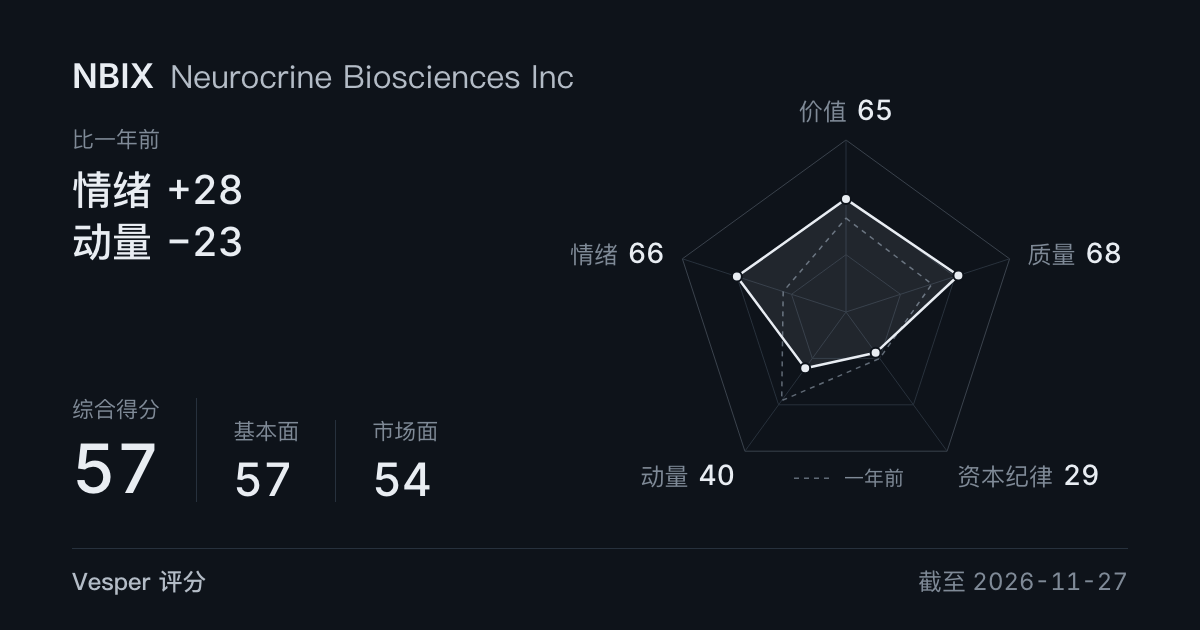 NBIX Neurocrine Biosciences Inc
比一年前
情绪 +28
动量 −23
价值 65
情绪 66
质量 68
动量 40
一年前
资本纪律 29
综合得分
57
基本面
57
市场面
54
Vesper 评分
截至 2026-11-27